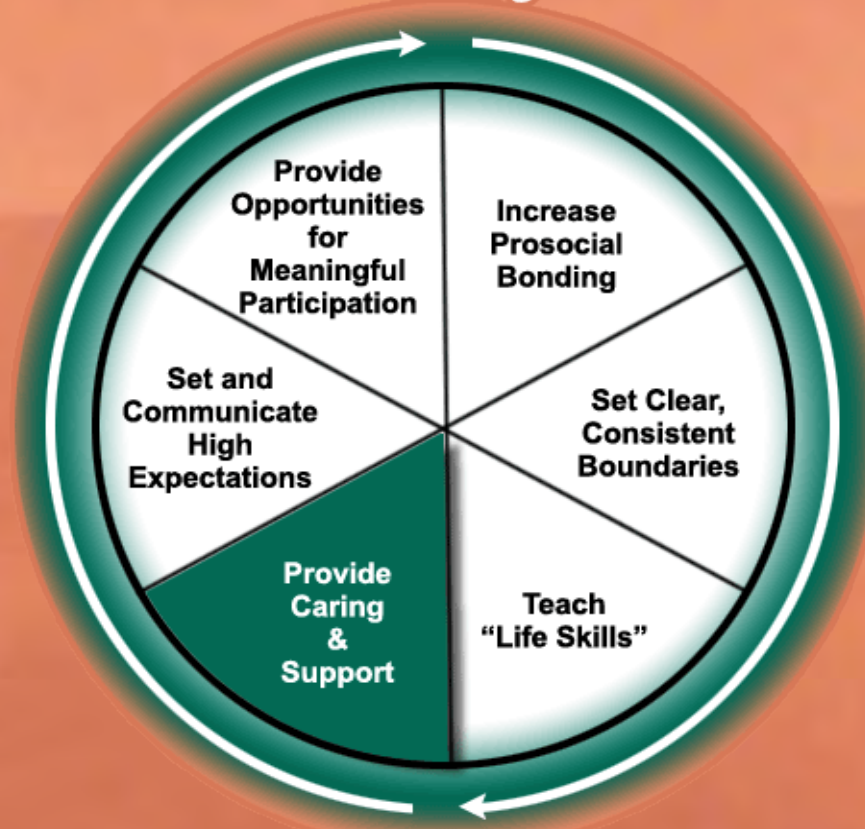 Provide
Opportunities
for
Meaningful
Participation
Increase
Prosocial
Bonding
Set Clear,
Consistent
Boundaries
Teach
“Life Skills”
Provide
Caring
&
Support
Set and
Communicate
High
Expectations